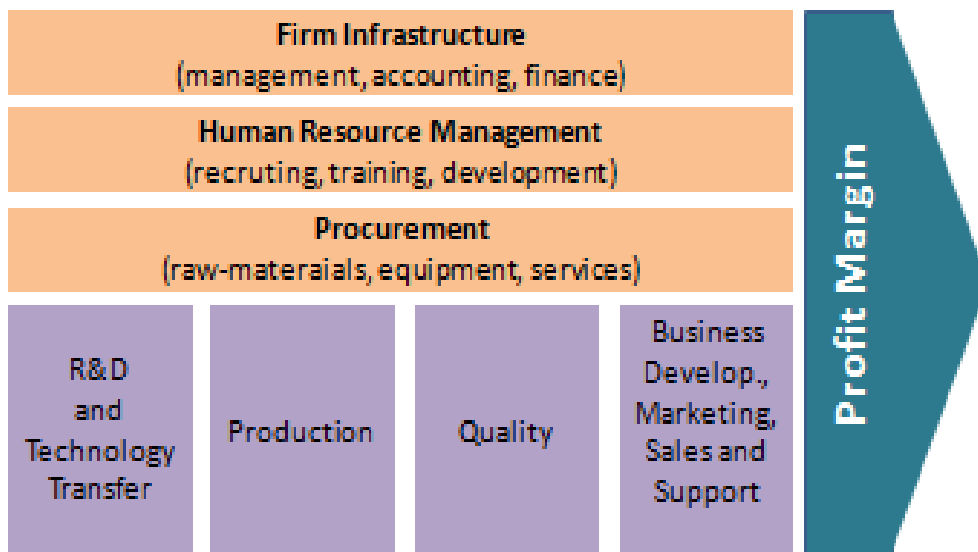 Firm Infrastructure
(management, accounting, finance)
Human Resource Management
(recruting, training, development)
Procurement
(raw-materaials, equipment, services)
R&D
and
Technology
Transfer
Production
Quality
Business
Develop.,
Marketing,
Sales and
Support
Profit Margin